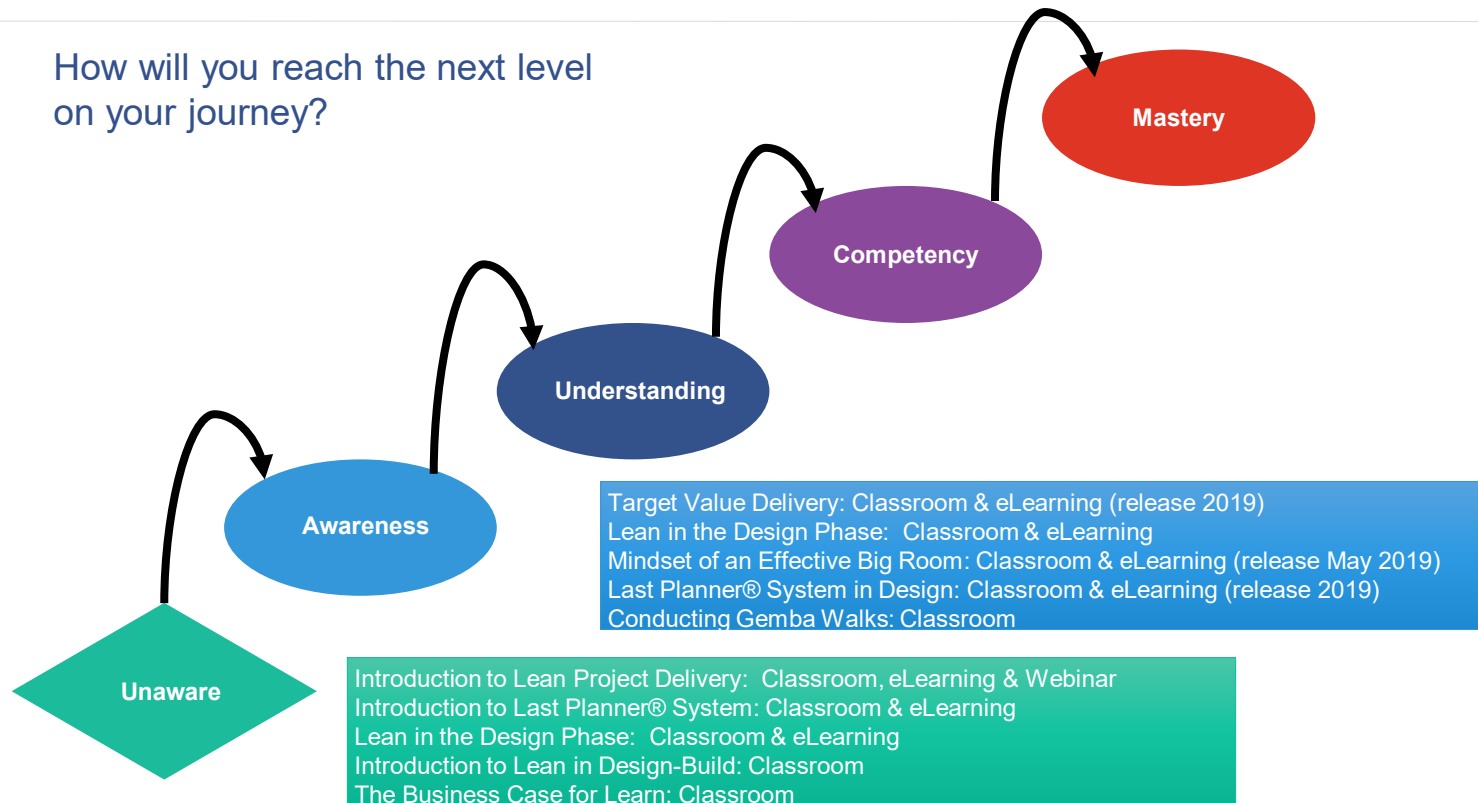 How will you reach the next level
on your journey?
Mastery
Competency
Understanding
Awareness
Unaware
Target Value Delivery: Classroom & eLearning (release 2019)
Lean in the Design Phase:  Classroom & eLearning
Mindset of an Effective Big Room: Classroom & eLearning (release May 2019)
Last Planner® System in Design: Classroom & eLearning (release 2019)
Conducting Gemba Walks: Classroom
Introduction to Lean Project Delivery:  Classroom, eLearning & Webinar
Introduction to Last Planner® System: Classroom & eLearning
Lean in the Design Phase:  Classroom & eLearning
Introduction to Lean in Design-Build: Classroom
The Business Case for Learn: Classroom